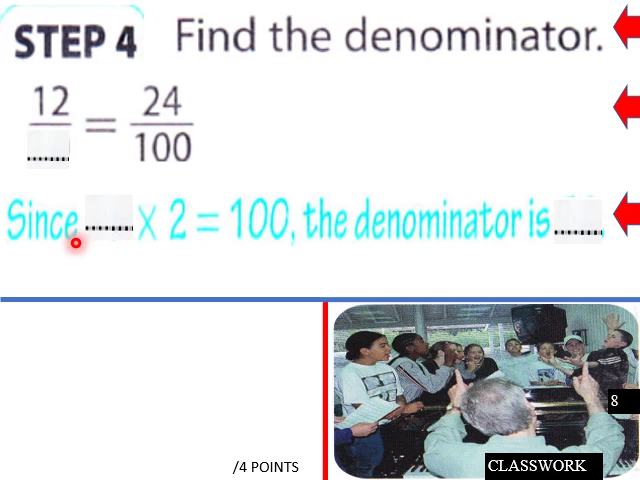 STEP 4 Find the denominator.
12 = 24
100
Since × 2 = 100, the denominator is
8
/4 POINTS
CLASSWORK